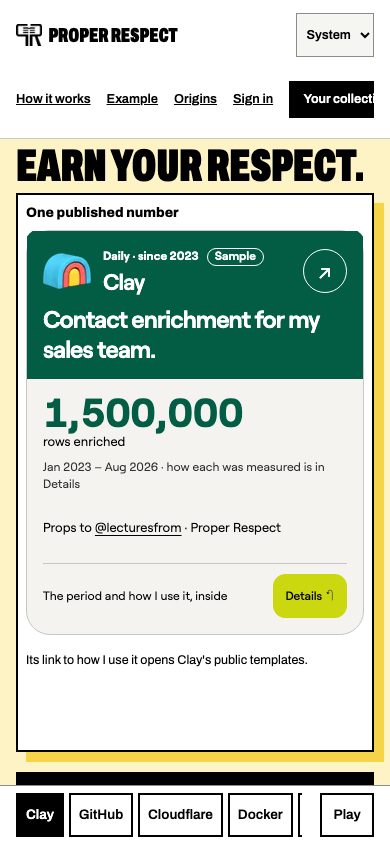 PROPER RESPECT
System
How it works Example Origins Sign in Your collecti
EARN YOUR RESPECT.
One published number
Daily · since 2023 Sample
Clay
Contact enrichment for my
sales team.
1,500,000
rows enriched
Jan 2023 – Aug 2026 · how each was measured is in
Details
Props to @lecturesfrom · Proper Respect
The period and how I use it, inside
Details
Its link to how I use it opens Clay's public templates.
Clay GitHub Cloudflare Docker Play